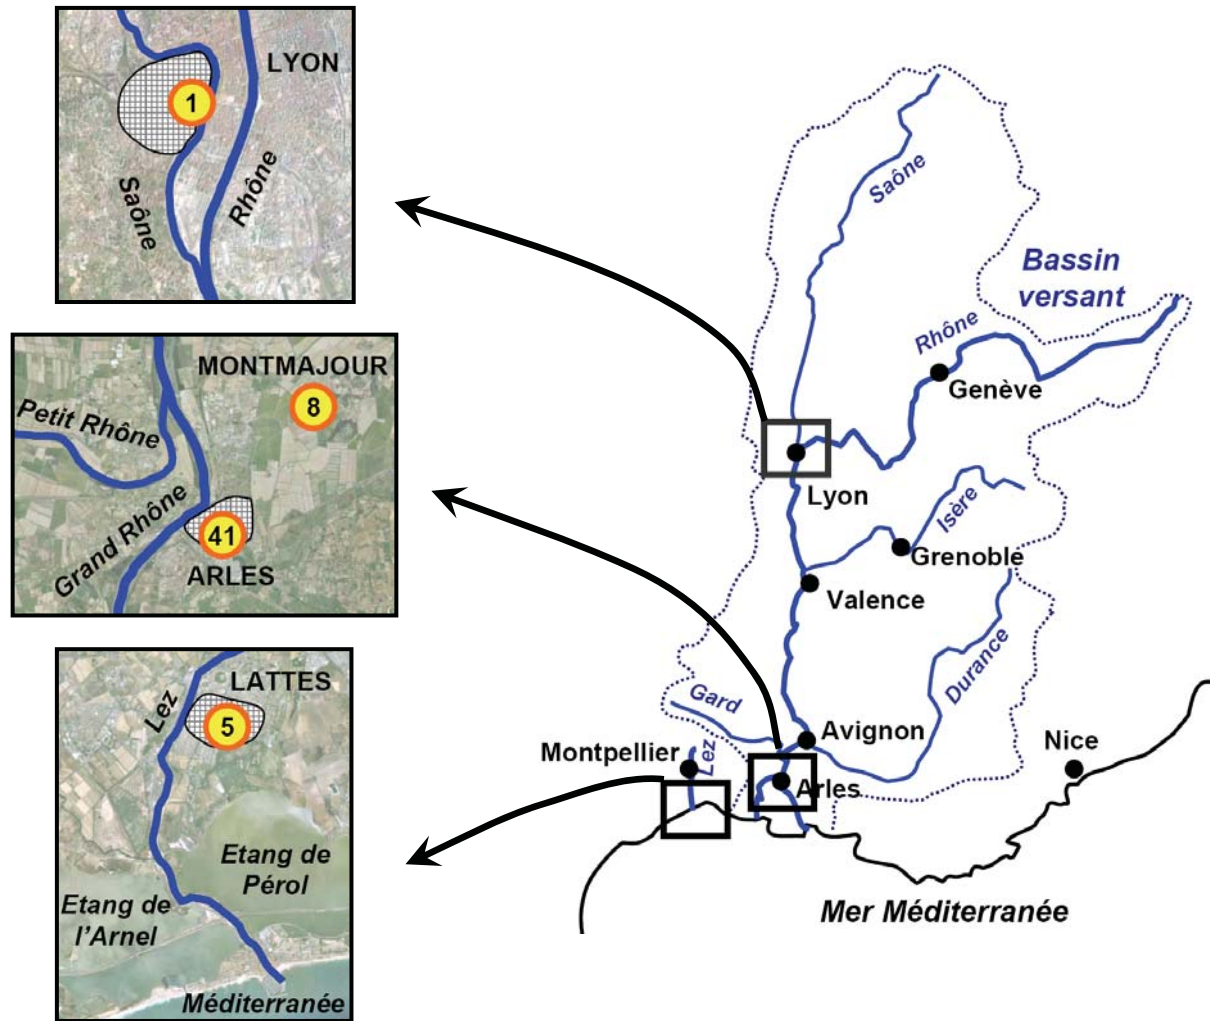 LYON
1
Saône
Rhône
MONTMAJOUR
8
Petit Rhône
Grand Rhône
41
ARLES
LATTES
Lez
5
Etang de
Pérol
Etang de
l'Arnel
Méditerranée
Saône
Bassin
versant
Rhône
Genève
Lyon
Isère
Grenoble
Valence
Durance
Gard
Avignon
Montpellier
Lez
Nice
Arles
Mer Méditerranée